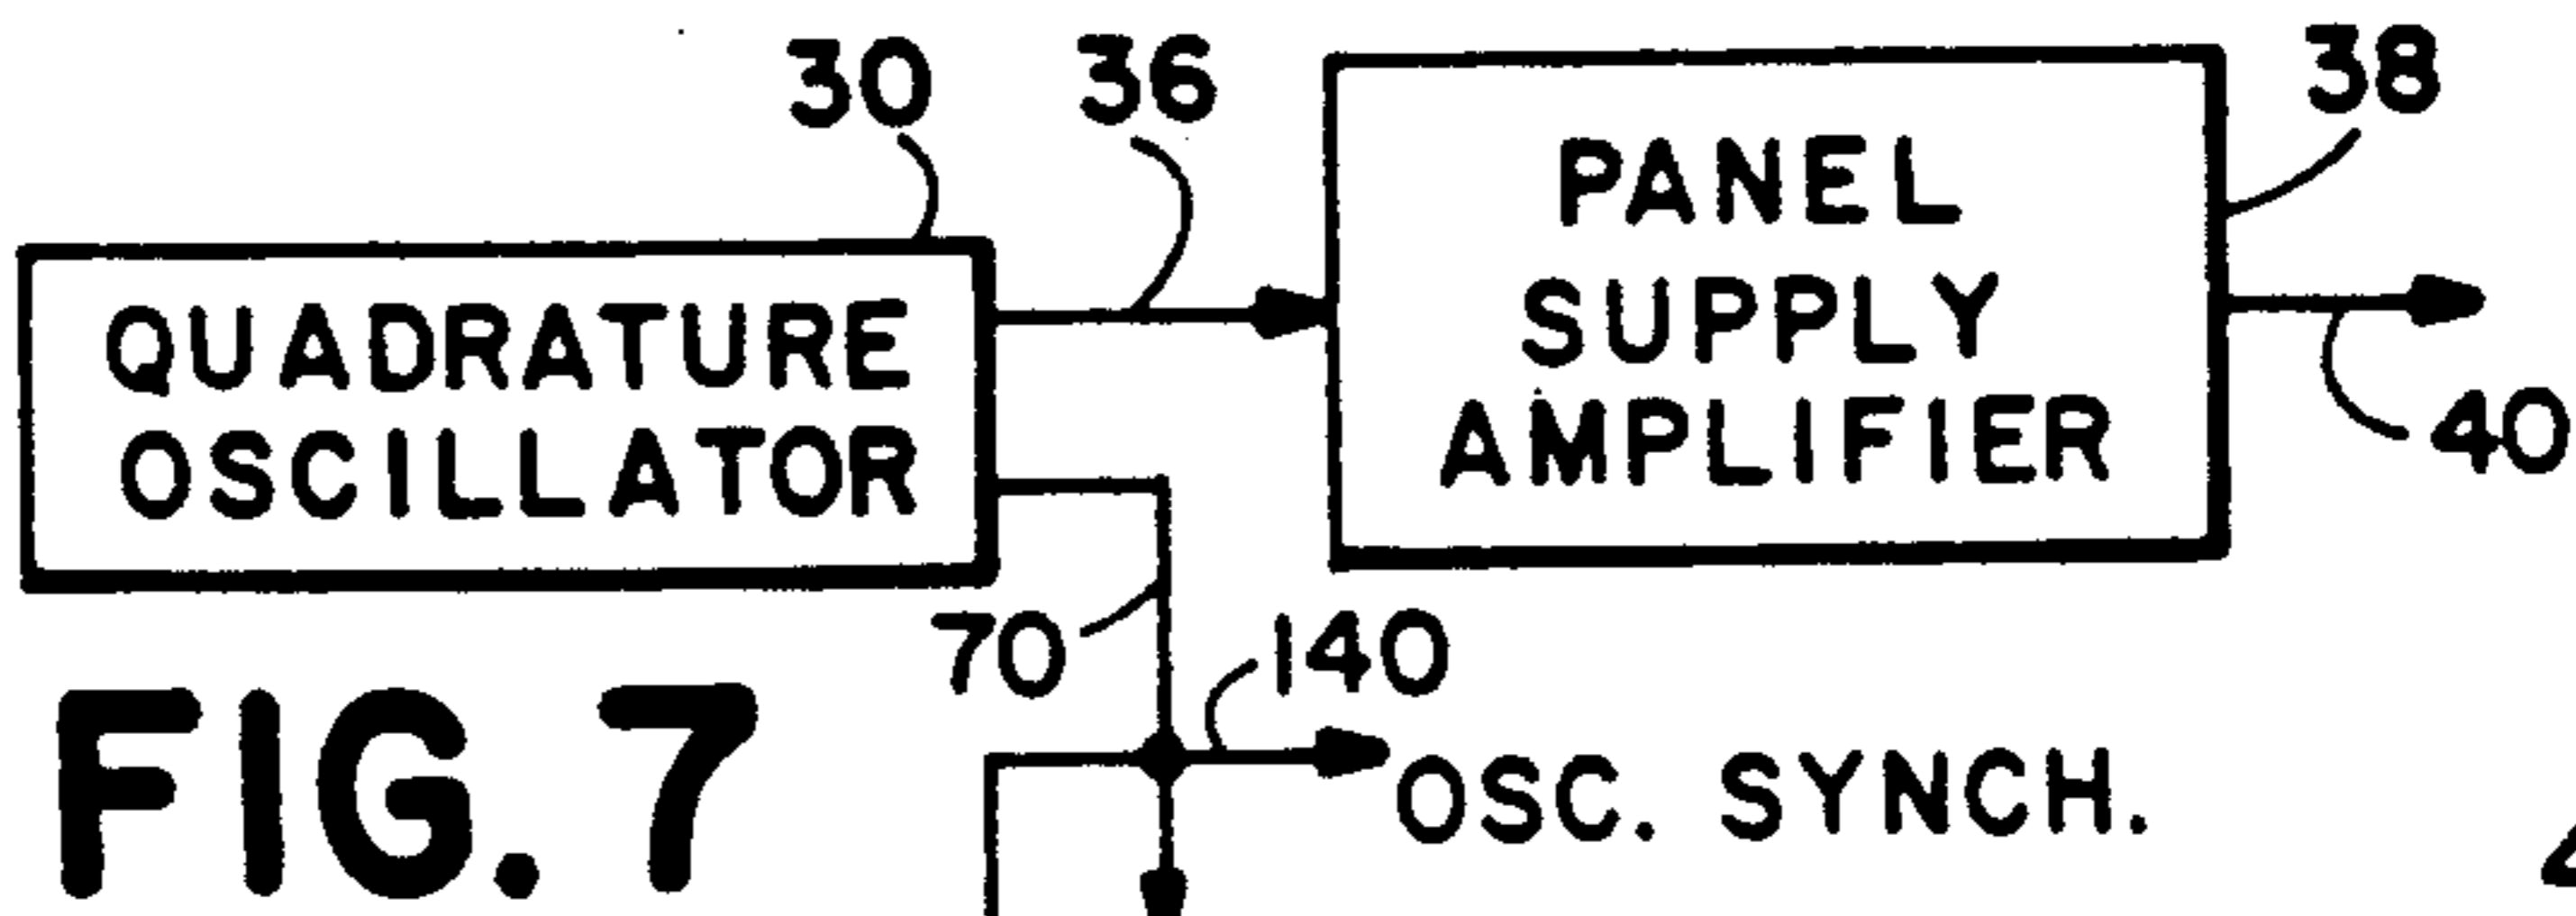 30
36
38
PANEL
SUPPLY
AMPLIFIER
QUADRATURE
OSCILLATOR
40
70
140
FIG. 7
OSC. SYNCH.